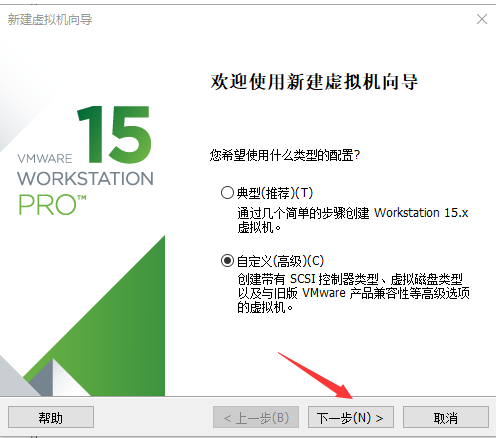 新建虚拟机向导
欢迎使用新建虚拟机向导
15
VMWARE
WORKSTATION
PRO™
您希望使用什么类型的配置?
典型(推荐)(T)
通过几个简单的步骤创建 Workstation 15.x
虚拟机。
自定义(高级)(C)
创建带有 SCSI 控制器类型、虚拟磁盘类型
以及与旧版 VMware 产品兼容性等高级选项
的虚拟机。
帮助
< 上一步(B)
下一步(N) >
取消